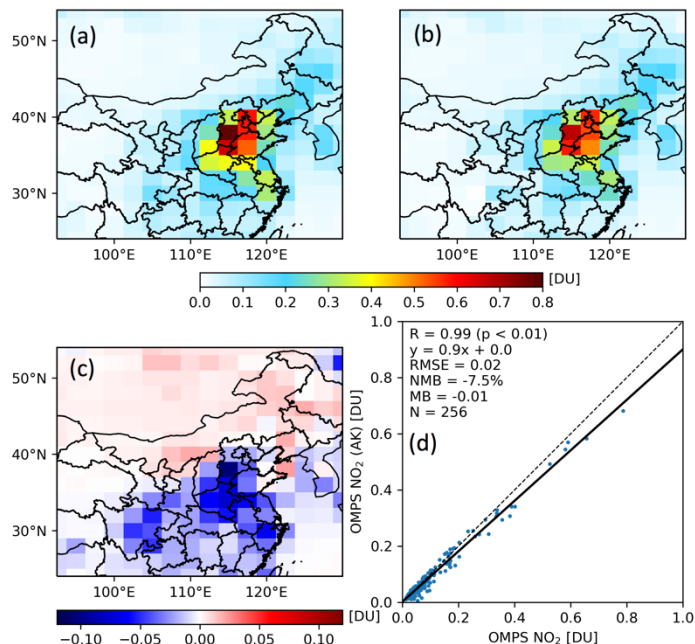 (a)
(b)
50°N
40°N
30°N
100°E 110°E 120°E
50°N
40°N
30°N
100°E 110°E 120°E
[DU]
0.0 0.1 0.2 0.3 0.4 0.5 0.6 0.7 0.8
(c)
50°N
40°N
30°N
100°E 110°E 120°E
[DU]
−0.10 −0.05 0.00 0.05 0.10
R = 0.99 (p < 0.01)
y = 0.9x + 0.0
RMSE = 0.02
NMB = -7.5%
MB = -0.01
N = 256
(d)
OMPS NO₂ (AK) [DU]
1.0
0.8
0.6
0.4
0.2
0.0
0.0 0.2 0.4 0.6 0.8 1.0
OMPS NO₂ [DU]